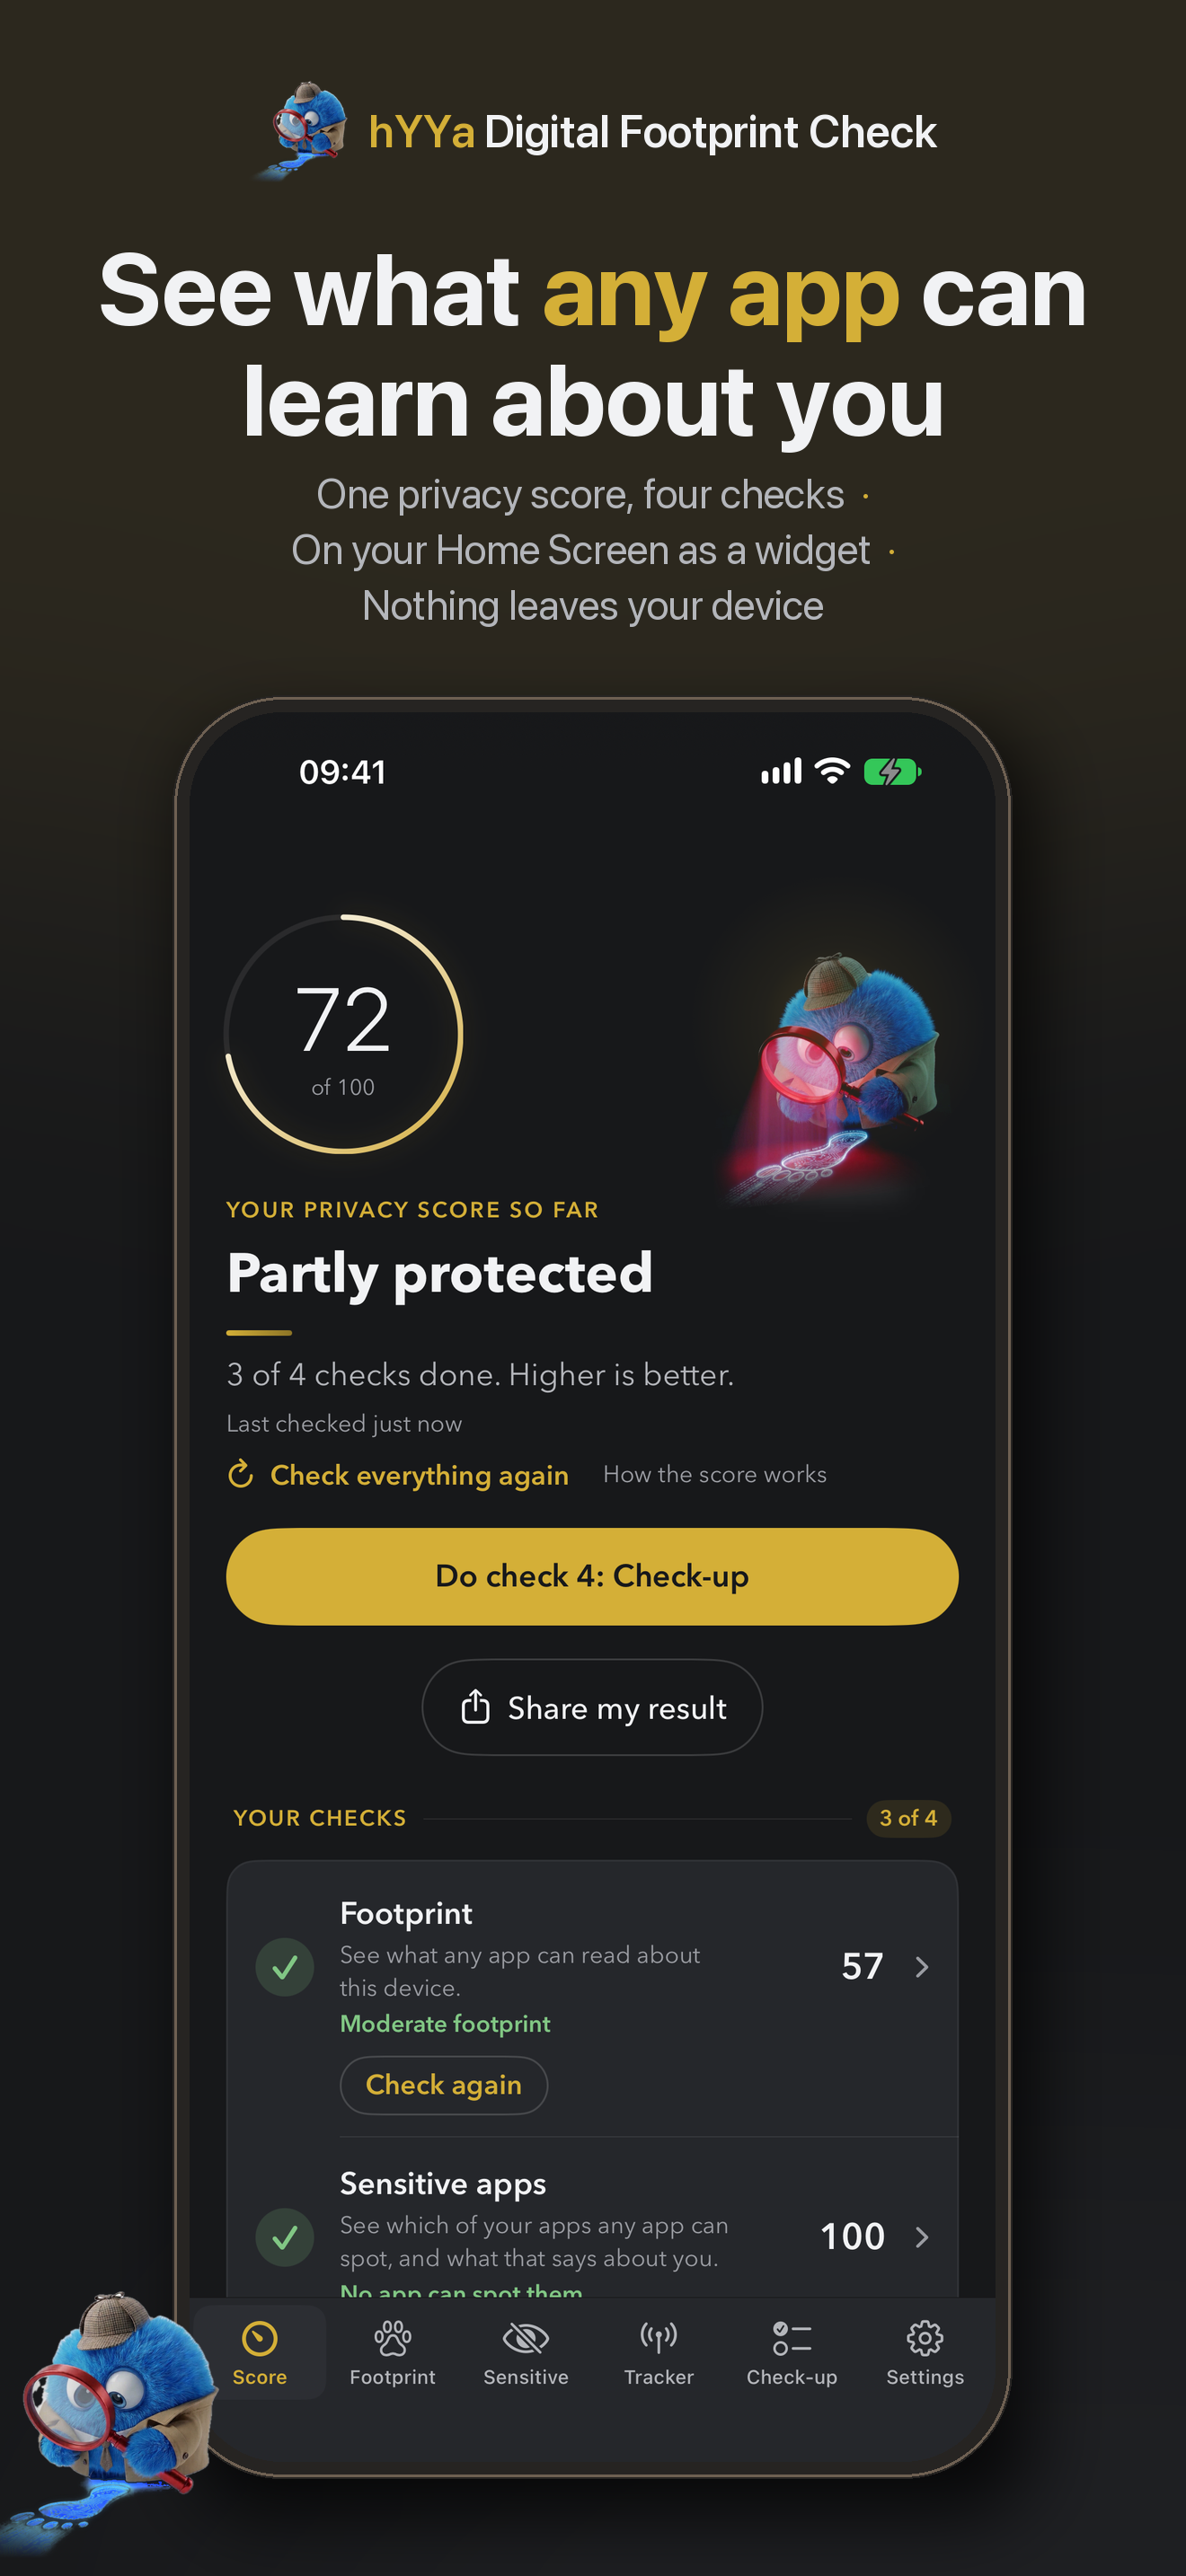 hYYa Digital Footprint Check
See what any app can
learn about you
One privacy score, four checks ·
On your Home Screen as a widget ·
Nothing leaves your device
09:41
72
of 100
YOUR PRIVACY SCORE SO FAR
Partly protected
3 of 4 checks done. Higher is better.
Last checked just now
Check everything again How the score works
Do check 4: Check-up
Share my result
YOUR CHECKS 3 of 4
Footprint
See what any app can read about
this device.
57
Moderate footprint
Check again
Sensitive apps
See which of your apps any app can
spot, and what that says about you.
100
No app can spot them
Score Footprint Sensitive Tracker Check-up Settings